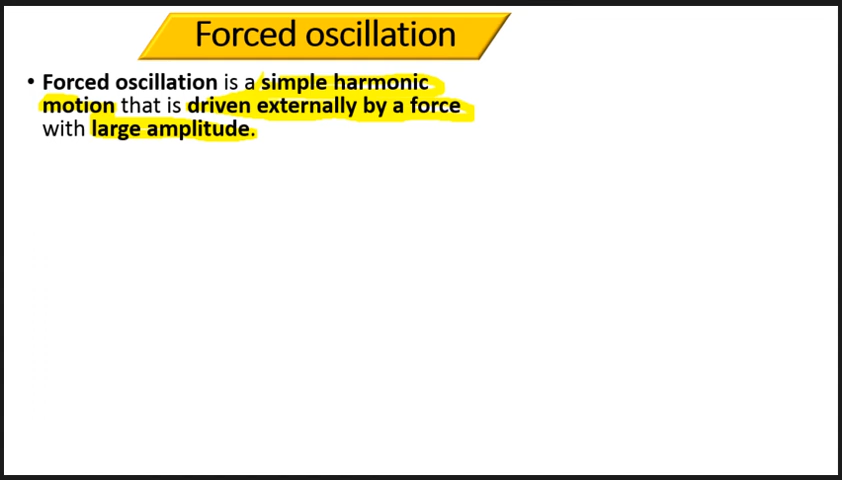 Forced oscillation
• Forced oscillation is a simple harmonic
motion that is driven externally by a force
with large amplitude.